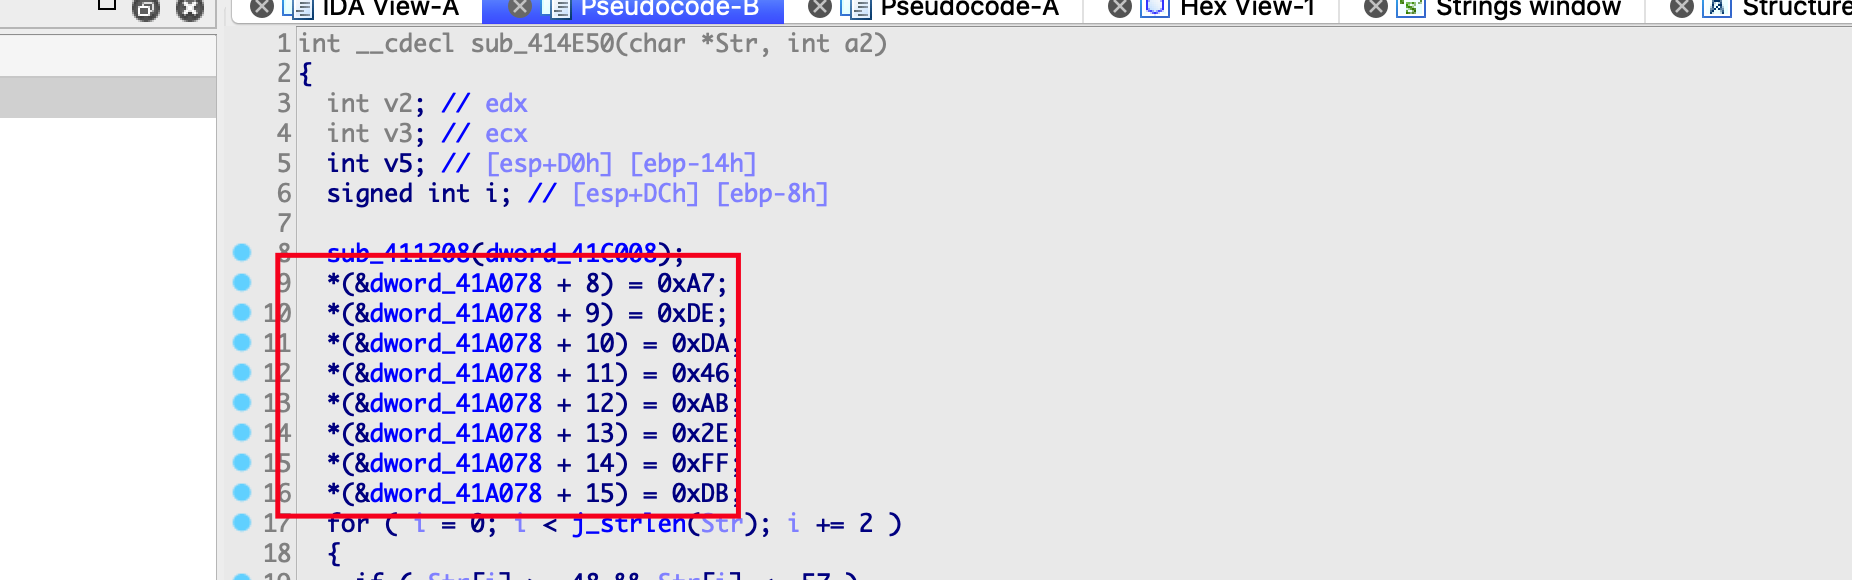 IDA View-A Pseudocode-B Pseudocode-A Hex View-1 Strings window Structure
1 int __cdecl sub_414E50(char *Str, int a2)
2 {
3 int v2; // edx
4 int v3; // ecx
5 int v5; // [esp+D0h] [ebp-14h]
6 signed int i; // [esp+DCh] [ebp-8h]
7
8 sub_411208(dword_41C008);
9 *(&dword_41A078 + 8) = 0xA7;
10 *(&dword_41A078 + 9) = 0xDE;
11 *(&dword_41A078 + 10) = 0xDA;
12 *(&dword_41A078 + 11) = 0x46;
13 *(&dword_41A078 + 12) = 0xAB;
14 *(&dword_41A078 + 13) = 0x2E;
15 *(&dword_41A078 + 14) = 0xFF;
16 *(&dword_41A078 + 15) = 0xDB;
17 for ( i = 0; i < j_strlen(Str); i += 2 )
18 {